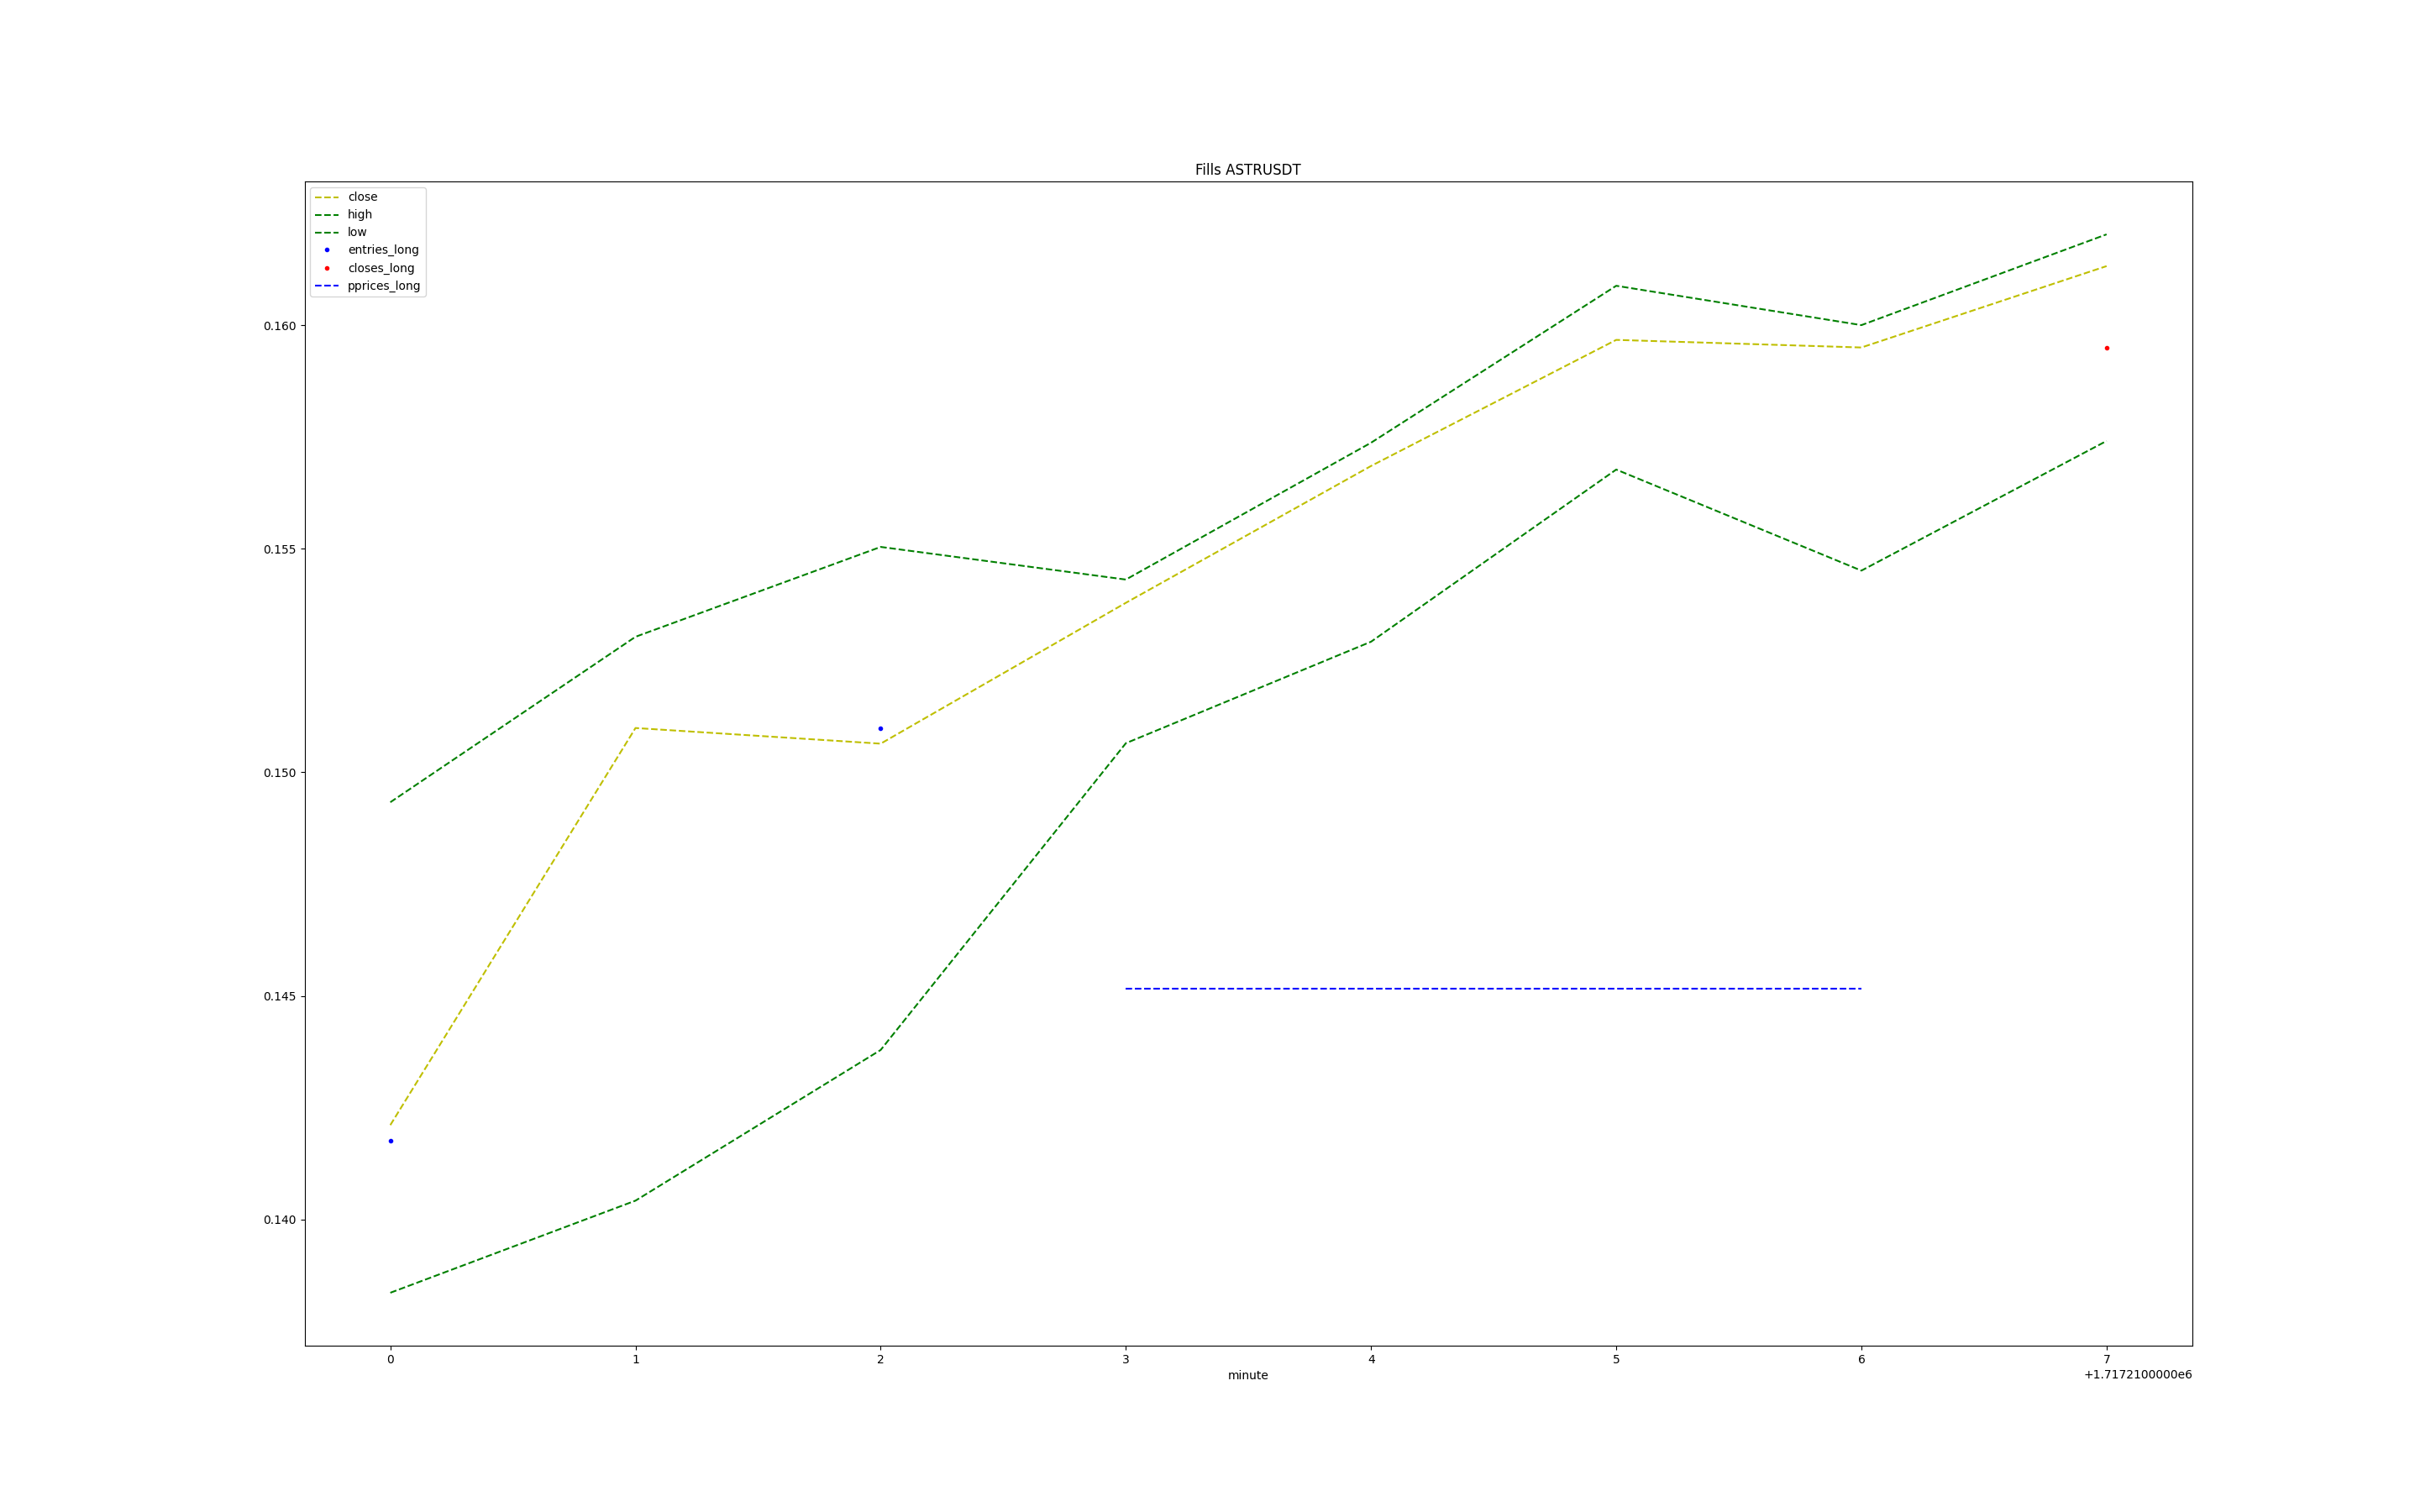 Fills ASTRUSDT
close
high
low
entries_long
closes_long
pprices_long
0.160
0.155
0.150
0.145
0.140
0 1 2 3 4 5 6 7
minute
+1.7172100000e6